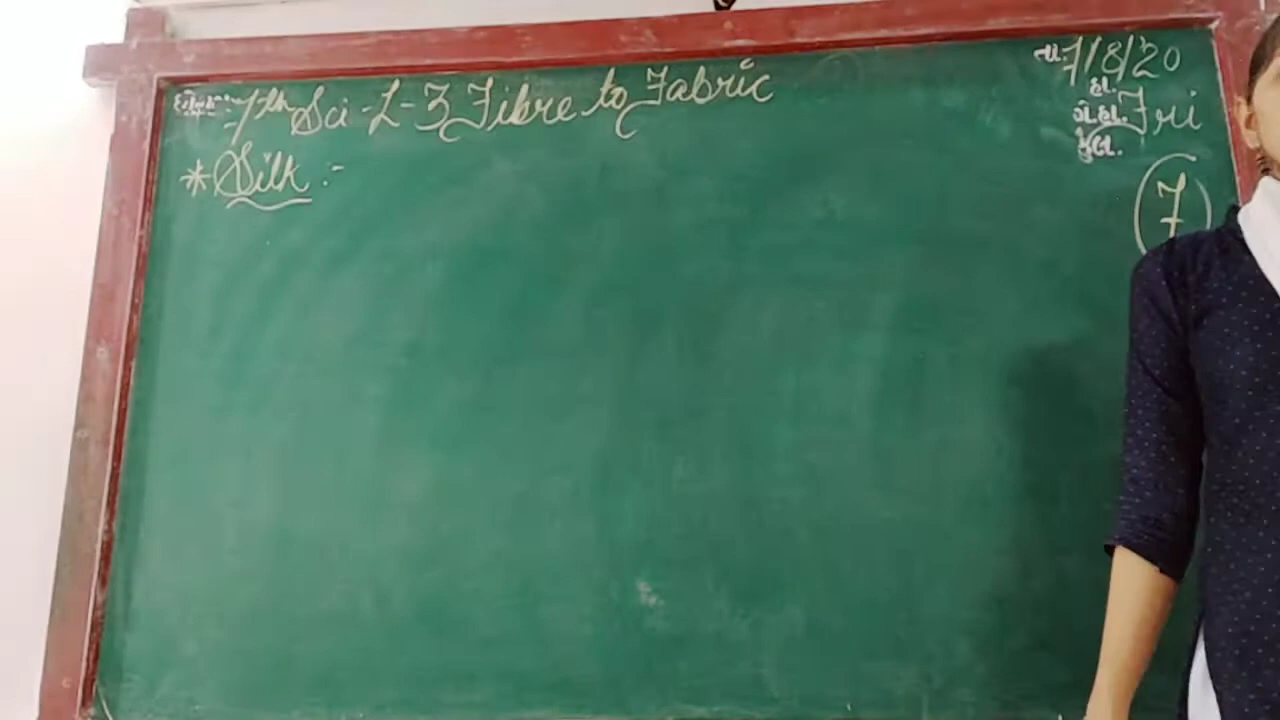 7th Sci - L - 3 Fibre to Fabric
* Silk :-
તા. 7/8/20
હા.
ગે.હા. Fri
કુલ.
7